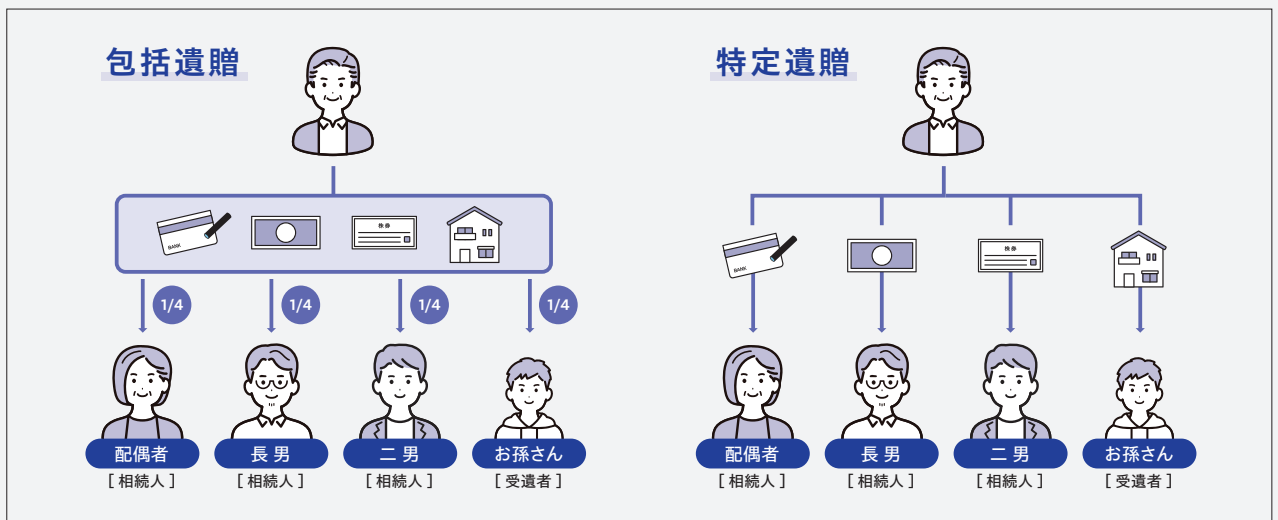 包括遺贈
BANK
株券
1/4
1/4
1/4
1/4
配偶者
長男
二男
お孫さん
[相続人]
[相続人]
[相続人]
[受遺者]
特定遺贈
BANK
株券
配偶者
長男
二男
お孫さん
[相続人]
[相続人]
[相続人]
[受遺者]